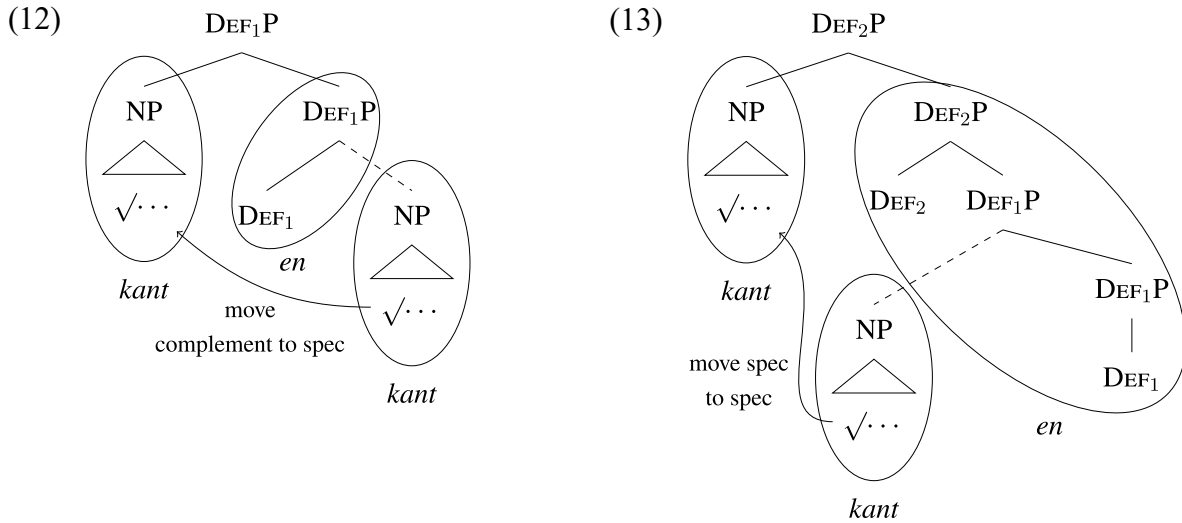 (12)
DEF₁P
NP
DEF₁P
√···
DEF₁
NP
en
kant
√···
move
complement to spec
kant
(13)
DEF₂P
NP
DEF₂P
√···
DEF₂
DEF₁P
kant
DEF₁P
NP
move spec
to spec
DEF₁
√···
en
kant